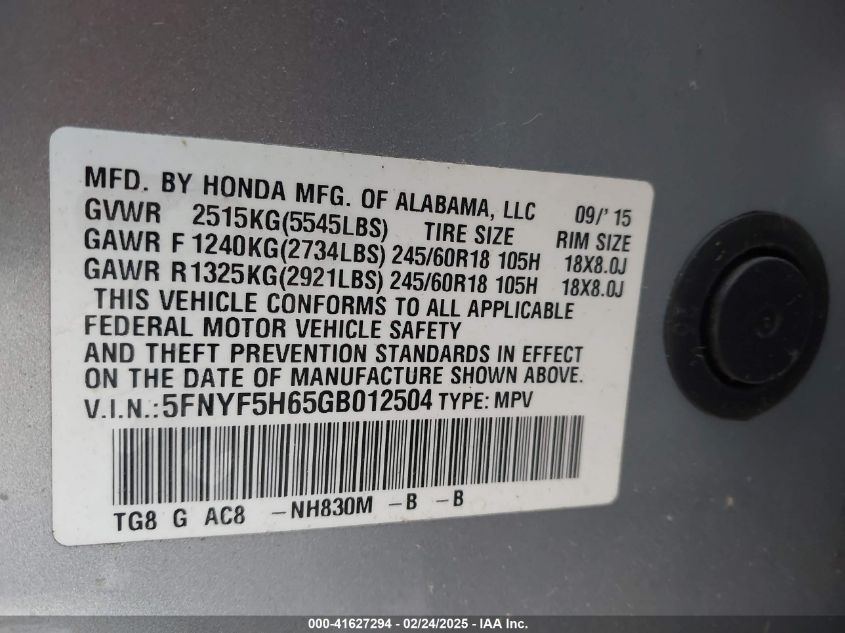 MFD. BY HONDA MFG. OF ALABAMA, LLC 09/'15
GVWR 2515KG(5545LBS) TIRE SIZE RIM SIZE
GAWR F 1240KG(2734LBS) 245/60R18 105H 18X8.0J
GAWR R 1325KG(2921LBS) 245/60R18 105H 18X8.0J
THIS VEHICLE CONFORMS TO ALL APPLICABLE
FEDERAL MOTOR VEHICLE SAFETY
AND THEFT PREVENTION STANDARDS IN EFFECT
ON THE DATE OF MANUFACTURE SHOWN ABOVE.
V.I.N.:5FNYF5H65GB012504 TYPE: MPV
TG8 G AC8 -NH830M -B -B
000-41627294 - 02/24/2025 - IAA Inc.